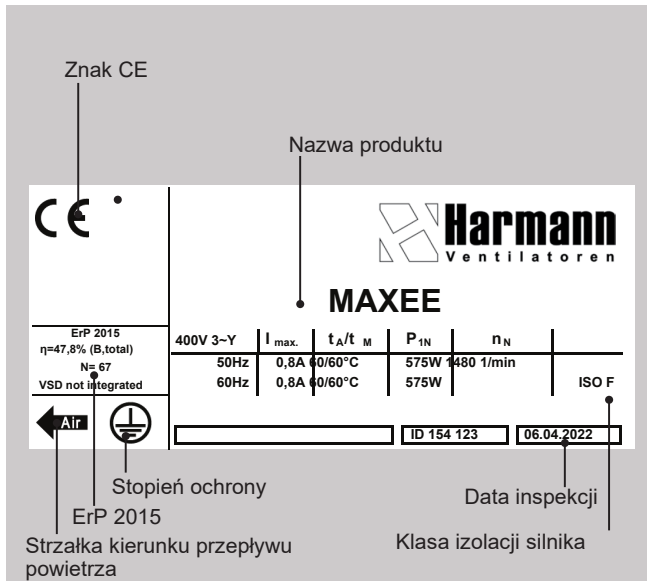 Znak CE
Nazwa produktu
CE
Harmann
Ventilatoren
MAXEE
ErP 2015
η=47,8% (B,total)
N= 67
VSD not integrated
400V 3~Y I max. tA/t M P1N nN
50Hz 0,8A 60/60°C 575W 1480 1/min
60Hz 0,8A 60/60°C 575W ISO F
Air
ID 154 123 06.04.2022
Stopień ochrony
Data inspekcji
ErP 2015
Strzałka kierunku przepływu
powietrza
Klasa izolacji silnika